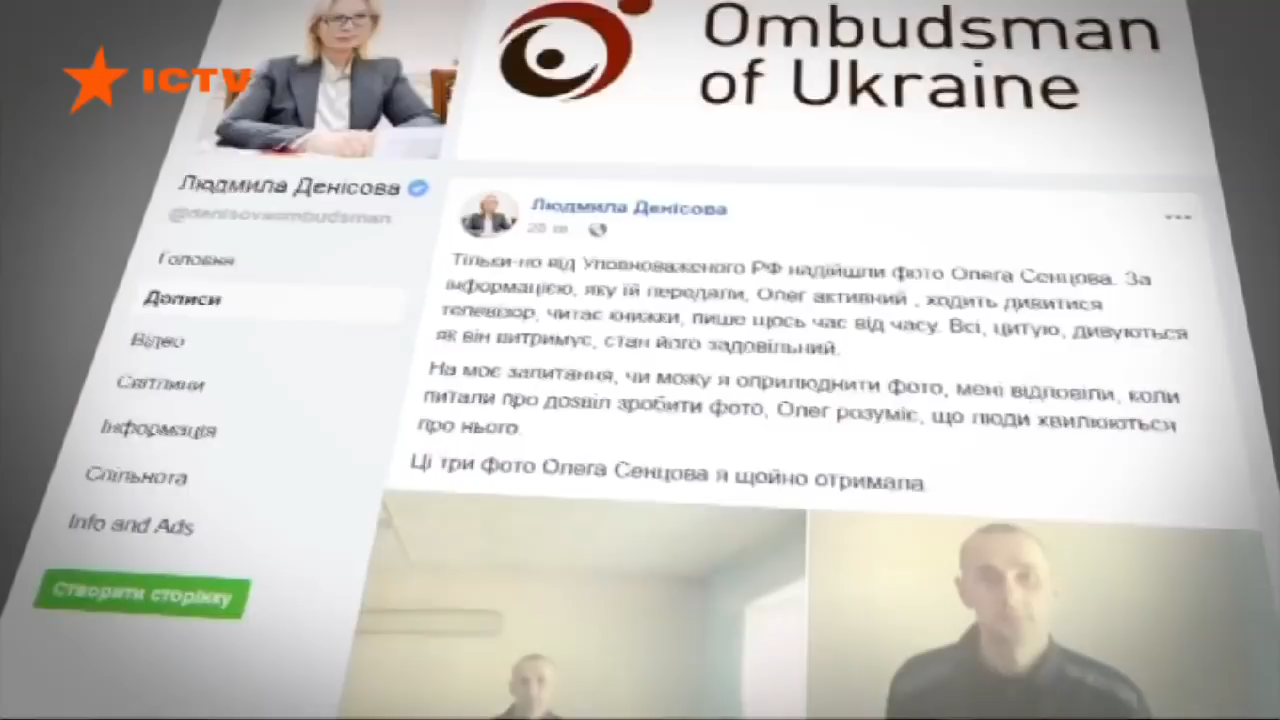 ICTV
Ombudsman
of Ukraine
Людмила Денісова
@denisovaombudsman
Головна
Дописи
Відео
Світлини
Інформація
Спільнота
Info and Ads
Створити сторінку
Людмила Денісова
Тільки-но від Уповноваженого РФ надійшли фото Олега Сенцова. За
інформацією, яку їй передали, Олег активний , ходить дивитися
телевізор, читає книжки, пише щось час від часу. Всі, цитую, дивуються
як він витримує, стан його задовільний.
На моє запитання, чи можу я оприлюднити фото, мені відповіли, коли
питали про дозвіл зробити фото, Олег розуміє, що люди хвилюються
про нього.
Ці три фото Олега Сенцова я щойно отримала